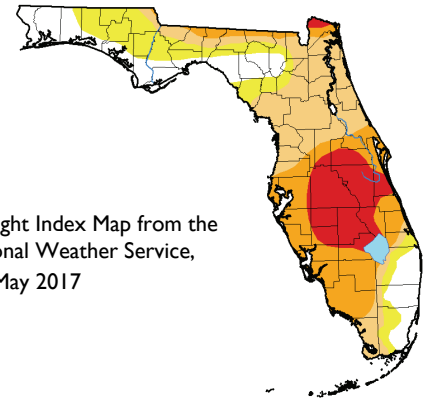 ght Index Map from the
onal Weather Service,
May 2017